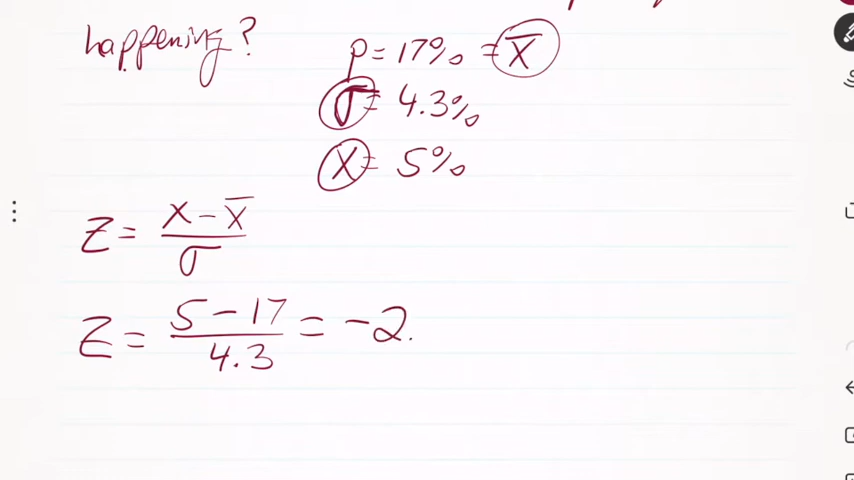 happening?
p = 17% = x̅
σ = 4.3%
x = 5%
z = (x - x̅) / σ
z = (5 - 17) / 4.3 = -2.